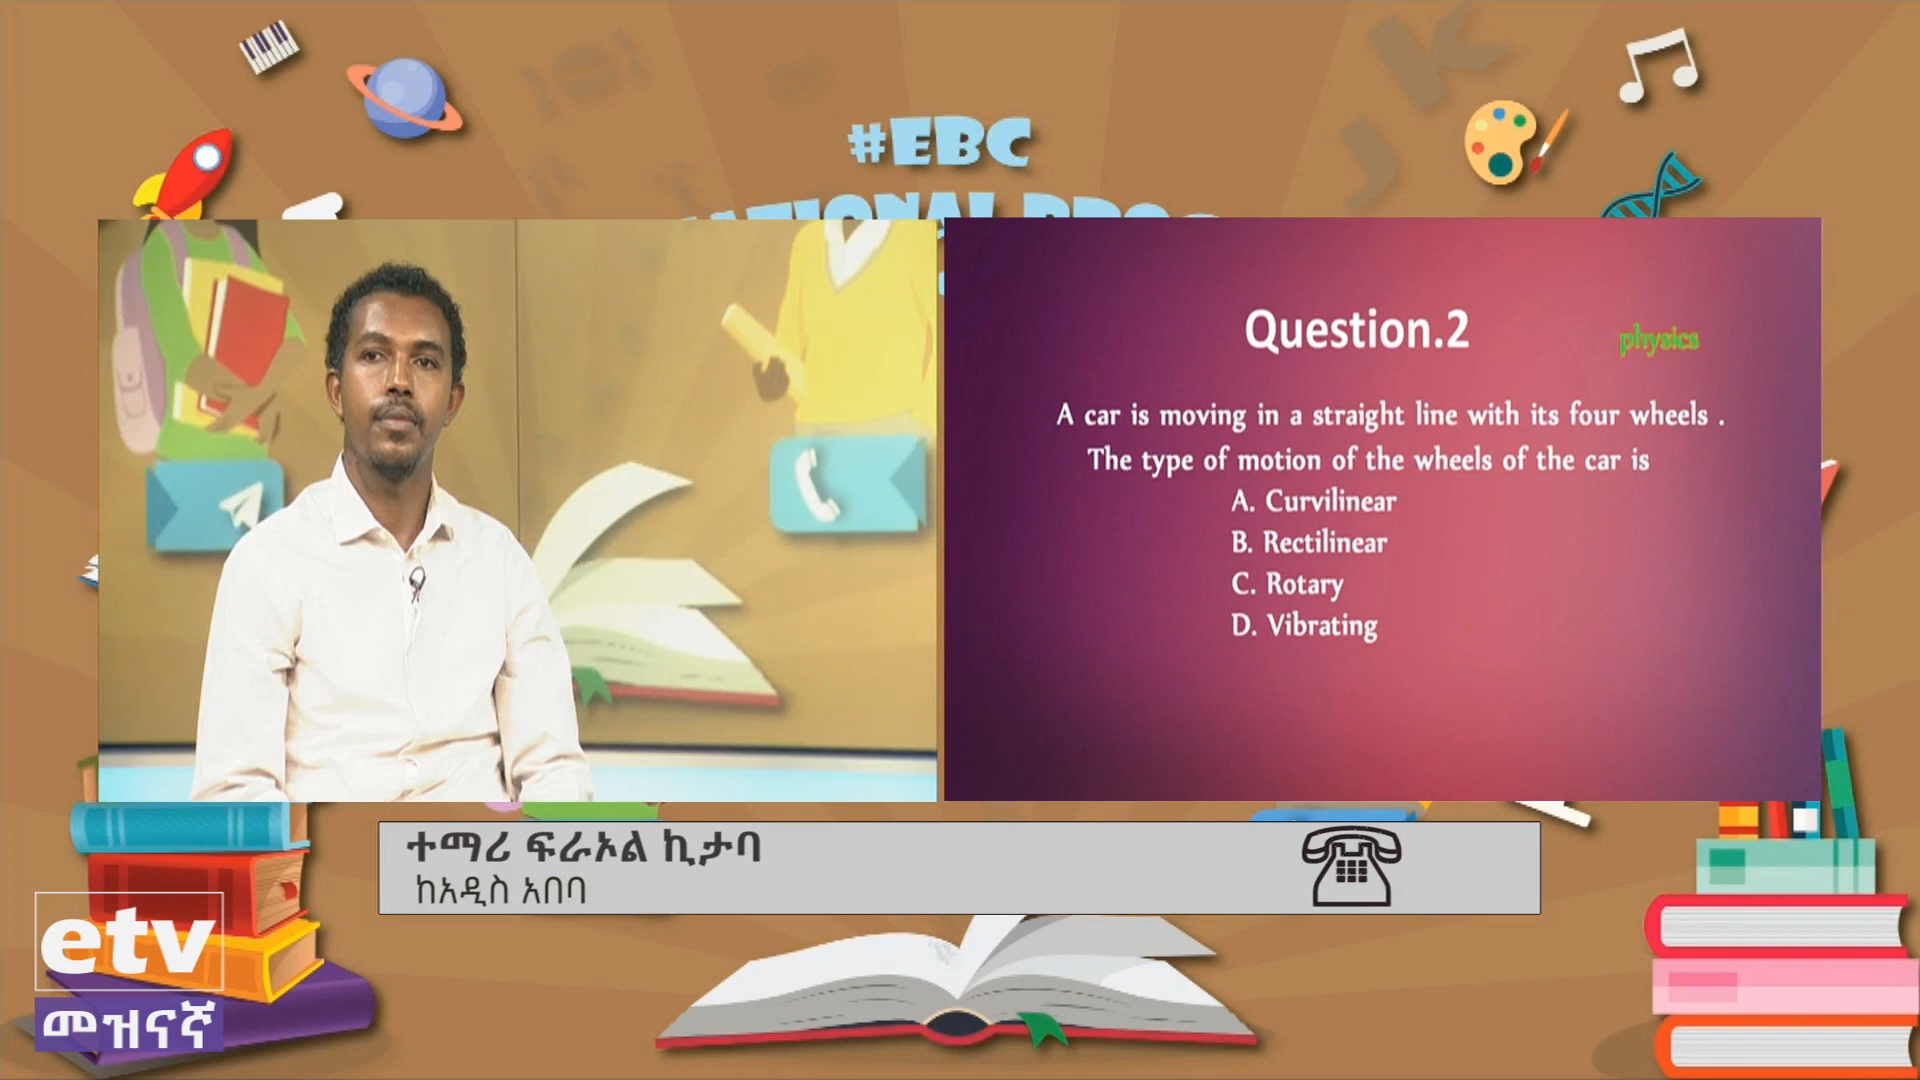 #EBC
Question.2
physics
A car is moving in a straight line with its four wheels .
The type of motion of the wheels of the car is
A. Curvilinear
B. Rectilinear
C. Rotary
D. Vibrating
ተማሪ ፍራኦል ኪታባ
ከአዲስ አበባ
etv
መዝናኛ